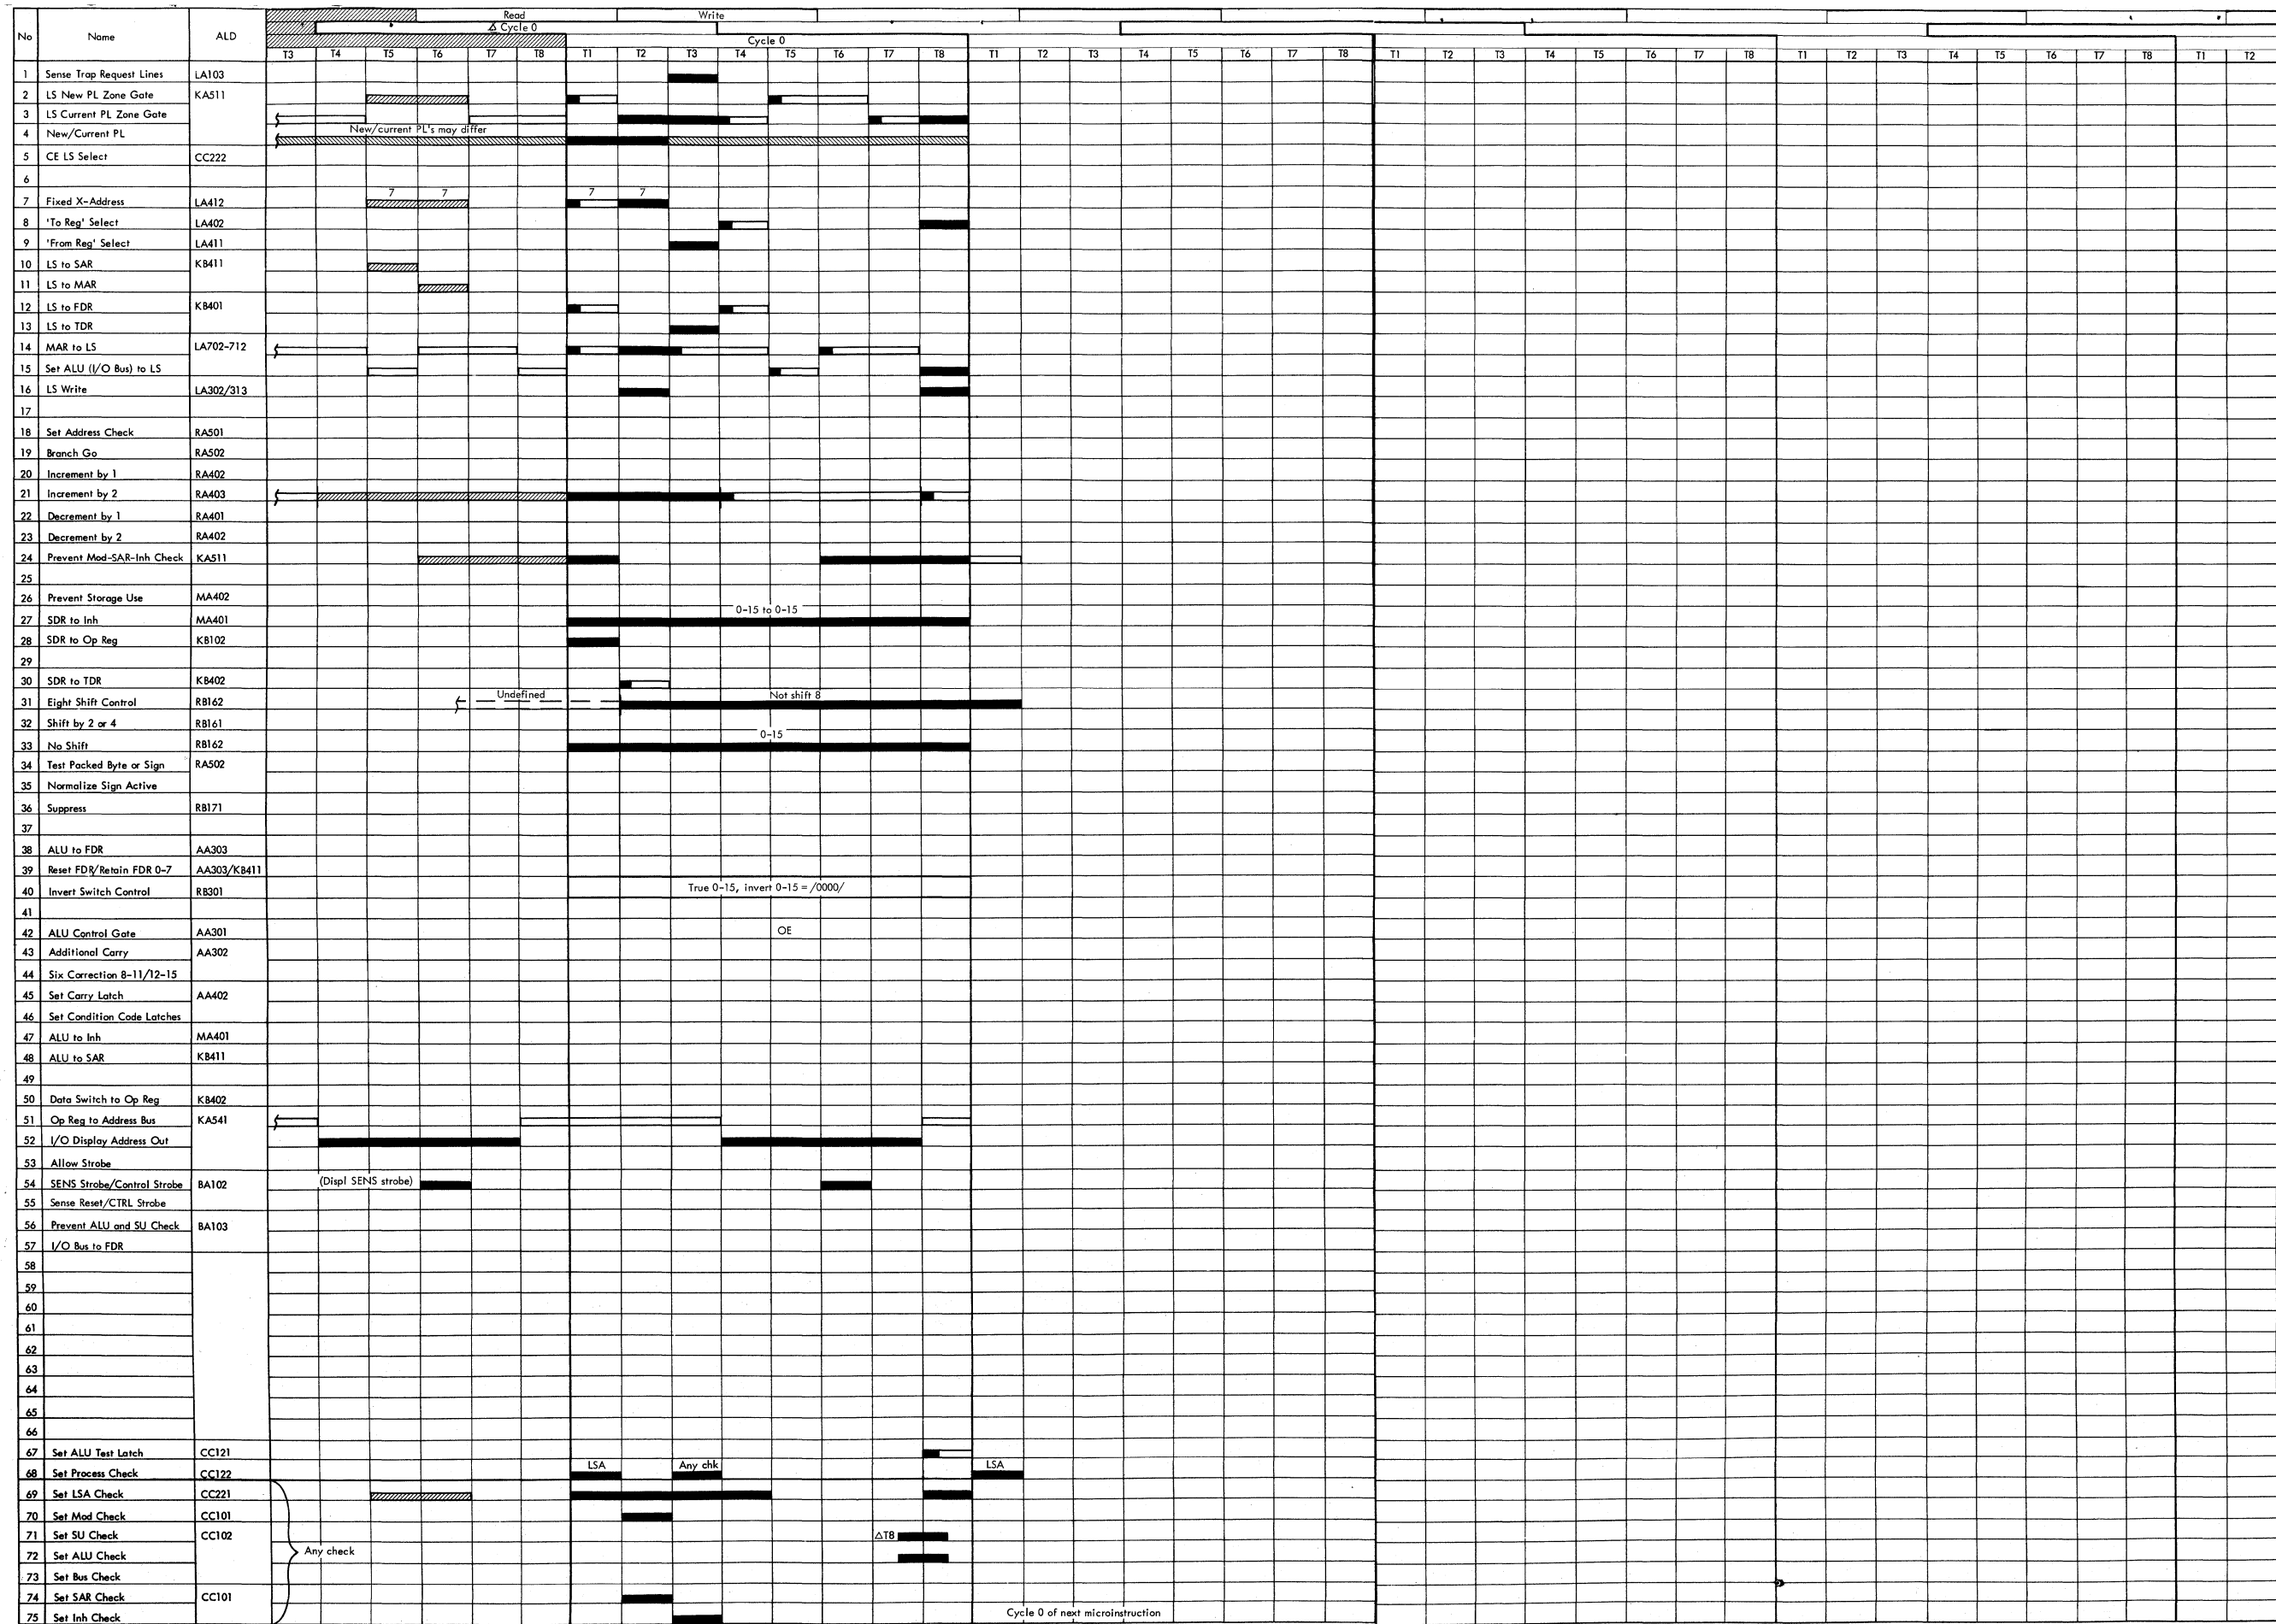 Read Write
Δ Cycle 0
No Name ALD Cycle 0
T3 T4 T5 T6 T7 T8 T1 T2 T3 T4 T5 T6 T7 T8 T1 T2 T3 T4 T5 T6 T7 T8 T1 T2 T3 T4 T5 T6 T7 T8 T1 T2 T3 T4 T5 T6 T7 T8 T1 T2
1 Sense Trap Request Lines LA103
2 LS New PL Zone Gate KA511
3 LS Current PL Zone Gate
4 New/Current PL New/current PL's may differ
5 CE LS Select CC222
6
7 7 7 7
7 Fixed X-Address LA412
8 'To Reg' Select LA402
9 'From Reg' Select LA411
10 LS to SAR KB411
11 LS to MAR
12 LS to FDR KB401
13 LS to TDR
14 MAR to LS LA702-712
15 Set ALU (I/O Bus) to LS
16 LS Write LA302/313
17
18 Set Address Check RA501
19 Branch Go RA502
20 Increment by 1 RA402
21 Increment by 2 RA403
22 Decrement by 1 RA401
23 Decrement by 2 RA402
24 Prevent Mod-SAR-Inh Check KA511
25
26 Prevent Storage Use MA402
0-15 to 0-15
27 SDR to Inh MA401
28 SDR to Op Reg KB102
29
30 SDR to TDR KB402
Undefined Not shift 8
31 Eight Shift Control RB162
32 Shift by 2 or 4 RB161
0-15
33 No Shift RB162
34 Test Packed Byte or Sign RA502
35 Normalize Sign Active
36 Suppress RB171
37
38 ALU to FDR AA303
39 Reset FDR/Retain FDR 0-7 AA303/KB411
40 Invert Switch Control RB301 True 0-15, invert 0-15 = /0000/
41
42 ALU Control Gate AA301 OE
43 Additional Carry AA302
44 Six Correction 8-11/12-15
45 Set Carry Latch AA402
46 Set Condition Code Latches
47 ALU to Inh MA401
48 ALU to SAR KB411
49
50 Data Switch to Op Reg KB402
51 Op Reg to Address Bus KA541
52 I/O Display Address Out
53 Allow Strobe
54 SENS Strobe/Control Strobe BA102 (Displ SENS strobe)
55 Sense Reset/CTRL Strobe
56 Prevent ALU and SU Check BA103
57 I/O Bus to FDR
58
59
60
61
62
63
64
65
66
67 Set ALU Test Latch CC121
LSA Any chk LSA
68 Set Process Check CC122
69 Set LSA Check CC221
70 Set Mod Check CC101
71 Set SU Check CC102 ΔT8
72 Set ALU Check Any check
73 Set Bus Check
74 Set SAR Check CC101
75 Set Inh Check Cycle 0 of next microinstruction